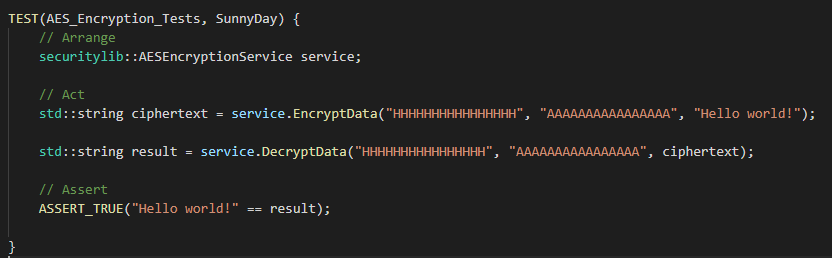 TEST(AES_Encryption_Tests, SunnyDay) {
// Arrange
securitylib::AESEncryptionService service;
// Act
std::string ciphertext = service.EncryptData("HHHHHHHHHHHHHHHH", "AAAAAAAAAAAAAAAA", "Hello world!");
std::string result = service.DecryptData("HHHHHHHHHHHHHHHH", "AAAAAAAAAAAAAAAA", ciphertext);
// Assert
ASSERT_TRUE("Hello world!" == result);
}